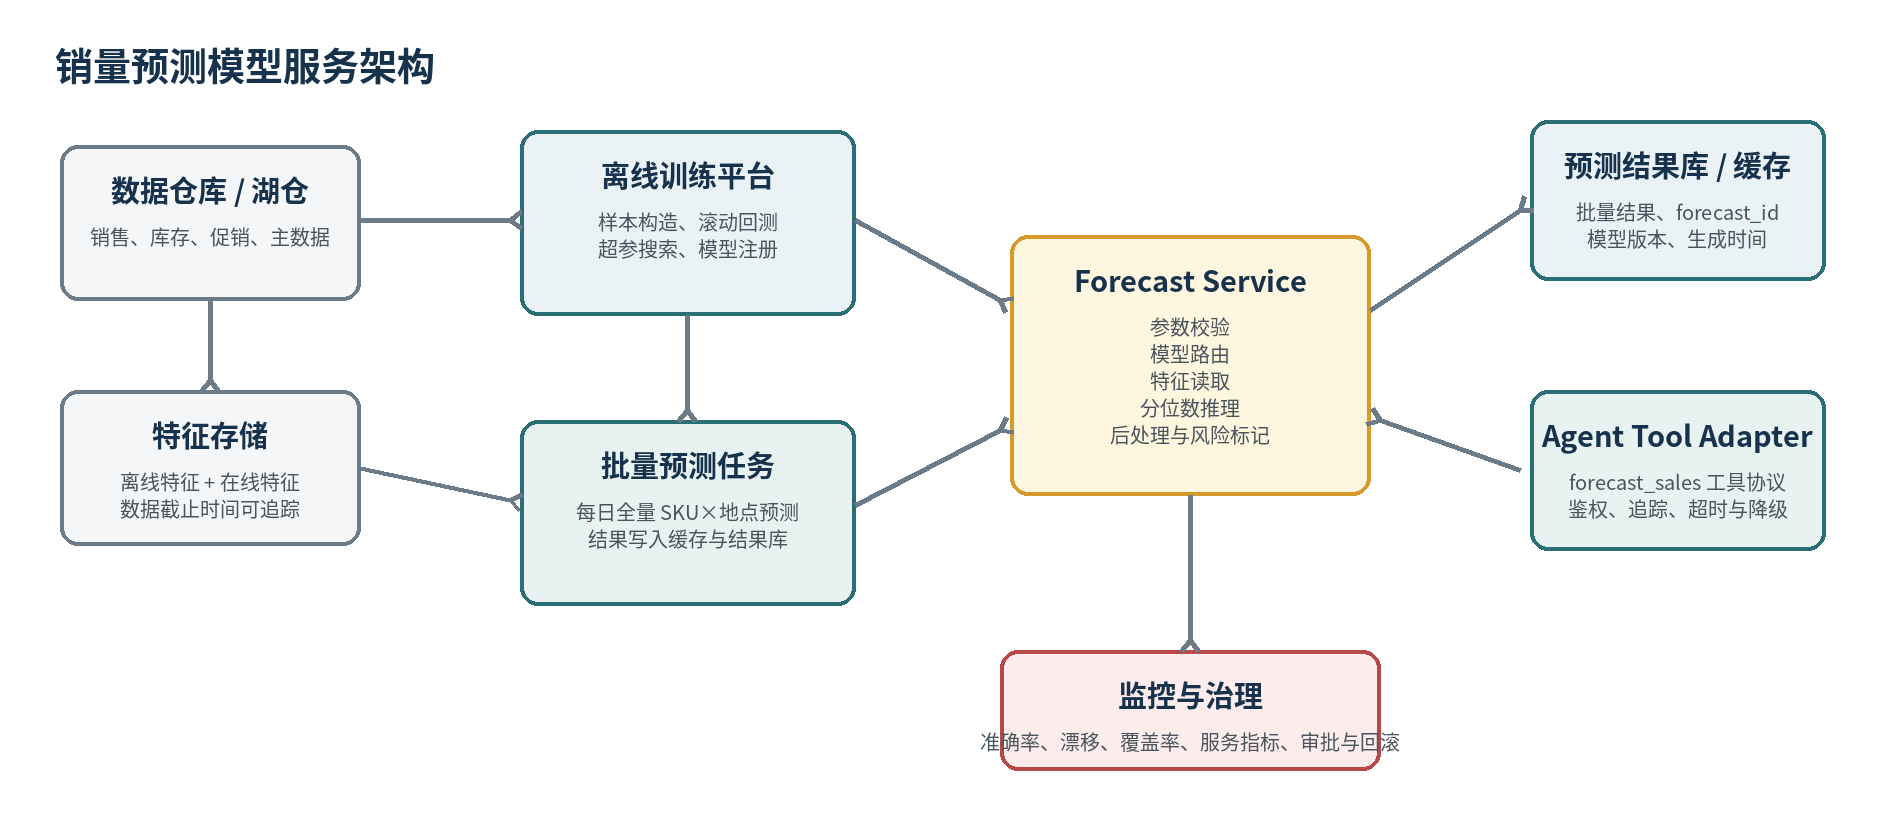 销量预测模型服务架构
数据仓库 / 湖仓
销售、库存、促销、主数据
离线训练平台
样本构造、滚动回测
超参搜索、模型注册
预测结果库 / 缓存
批量结果、forecast_id
模型版本、生成时间
Forecast Service
参数校验
模型路由
特征读取
分位数推理
后处理与风险标记
特征存储
离线特征 + 在线特征
数据截止时间可追踪
批量预测任务
每日全量 SKU×地点预测
结果写入缓存与结果库
Agent Tool Adapter
forecast_sales 工具协议
鉴权、追踪、超时与降级
监控与治理
准确率、漂移、覆盖率、服务指标、审批与回滚